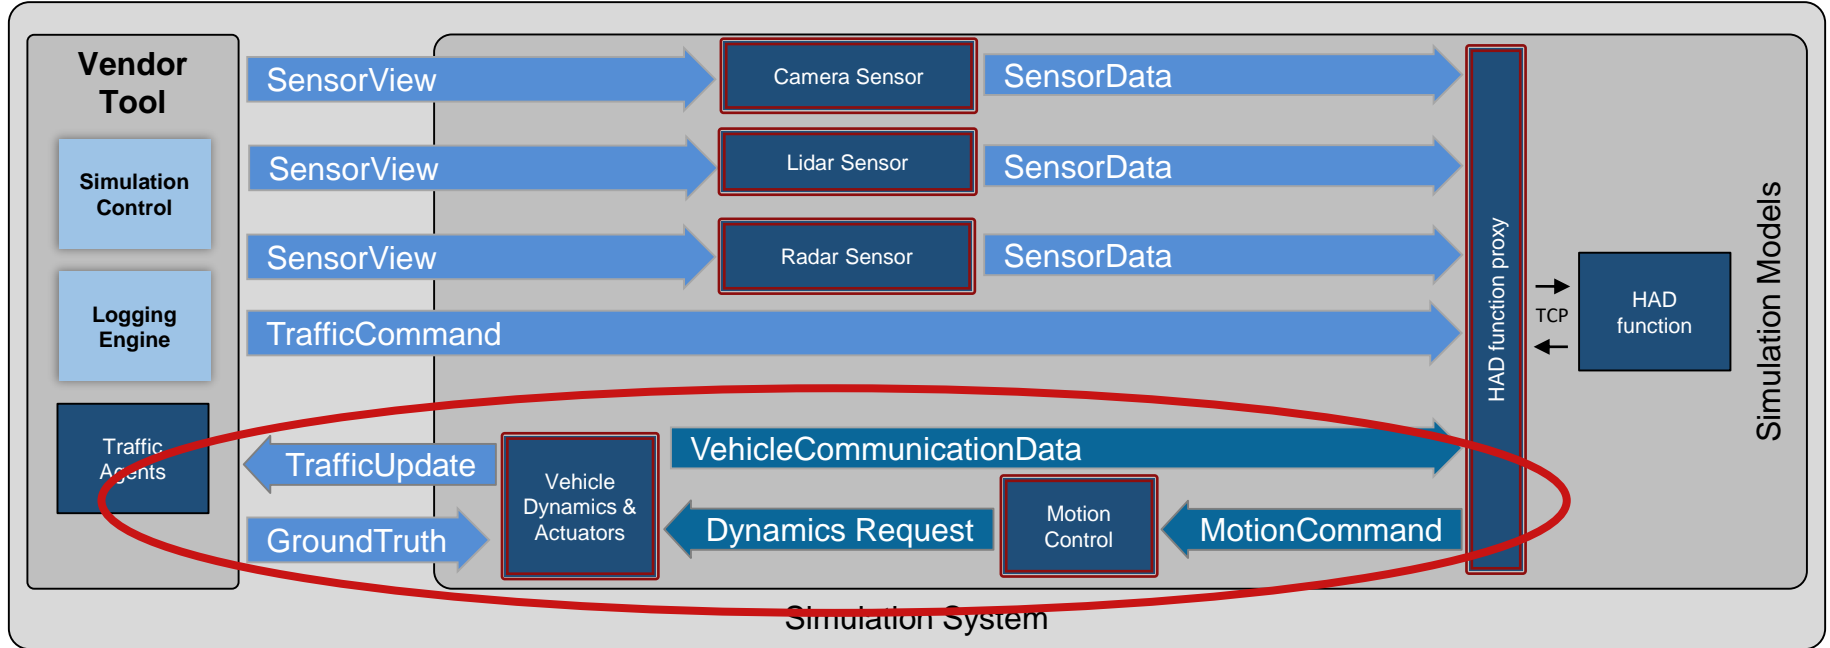 Vendor
Tool
Simulation
Control
Logging
Engine
Traffic
Agents
SensorView
Camera Sensor
SensorData
SensorView
Lidar Sensor
SensorData
SensorView
Radar Sensor
SensorData
TrafficCommand
TrafficUpdate
GroundTruth
Vehicle
Dynamics &
Actuators
VehicleCommunicationData
Dynamics Request
Motion
Control
MotionCommand
HAD function proxy
TCP
HAD
function
Simulation Models
Simulation System